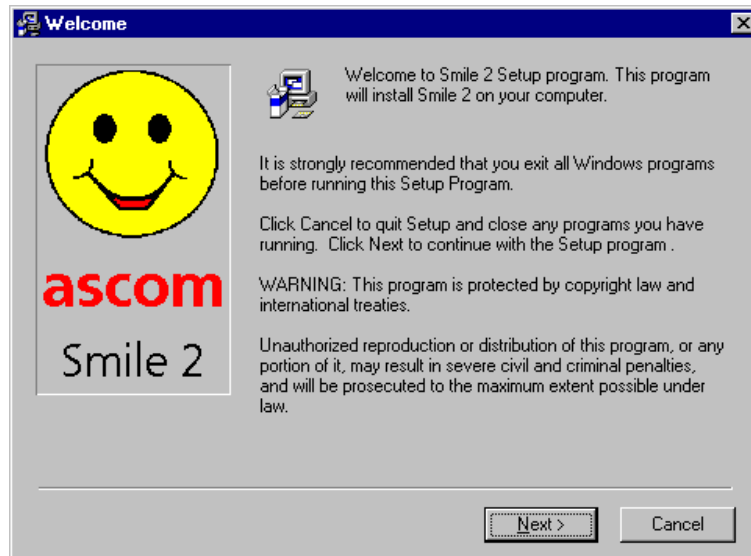 Welcome
Welcome to Smile 2 Setup program. This program
will install Smile 2 on your computer.
It is strongly recommended that you exit all Windows programs
before running this Setup Program.
Click Cancel to quit Setup and close any programs you have
running.  Click Next to continue with the Setup program .
WARNING: This program is protected by copyright law and
international treaties.
Unauthorized reproduction or distribution of this program, or any
portion of it, may result in severe civil and criminal penalties,
and will be prosecuted to the maximum extent possible under
law.
ascom
Smile 2
Next >
Cancel